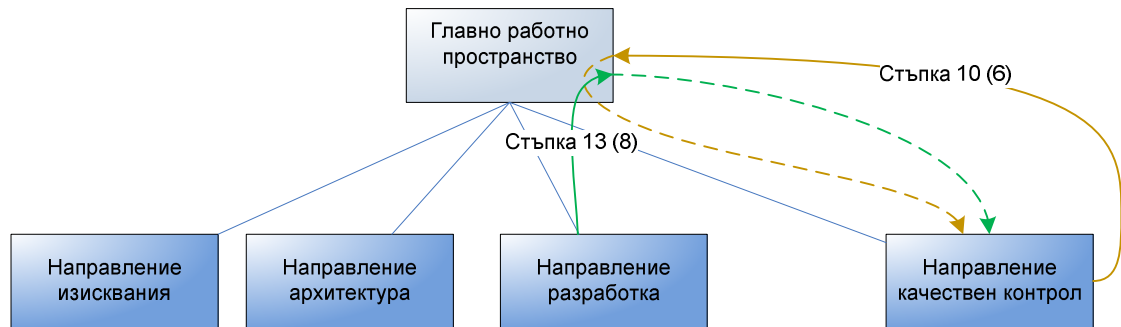 Главно работно
пространство
Стъпка 10 (6)
Стъпка 13 (8)
Направление
изисквания
Направление
архитектура
Направление
разработка
Направление
качествен контрол